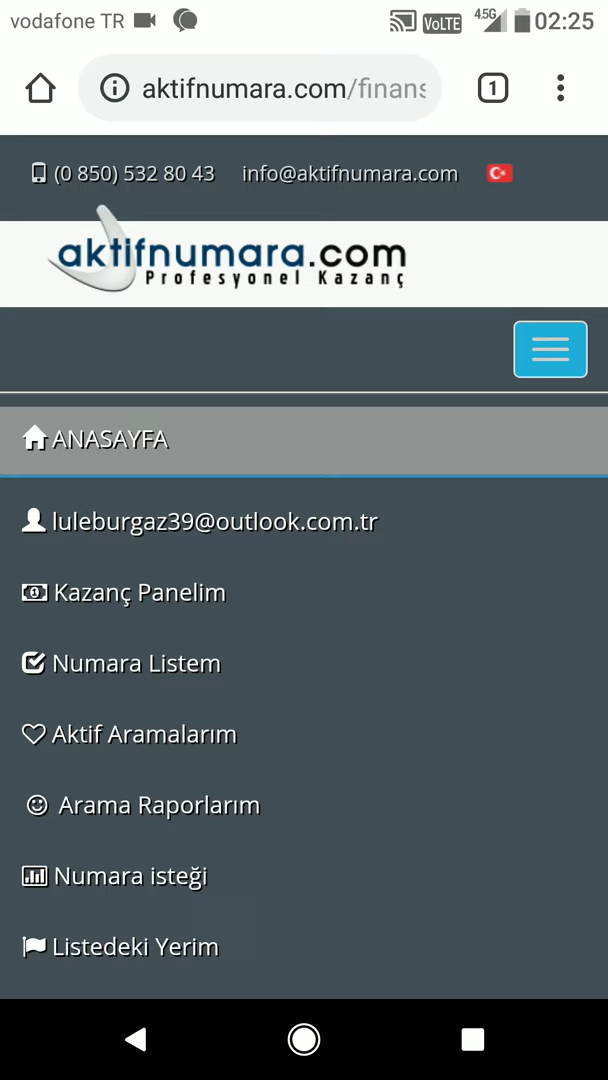 vodafone TR VoLTE 4.5G 02:25
aktifnumara.com/finans 1
(0 850) 532 80 43 info@aktifnumara.com
aktifnumara.com
Profesyonel Kazanç
ANASAYFA
luleburgaz39@outlook.com.tr
Kazanç Panelim
Numara Listem
Aktif Aramalarım
Arama Raporlarım
Numara isteği
Listedeki Yerim